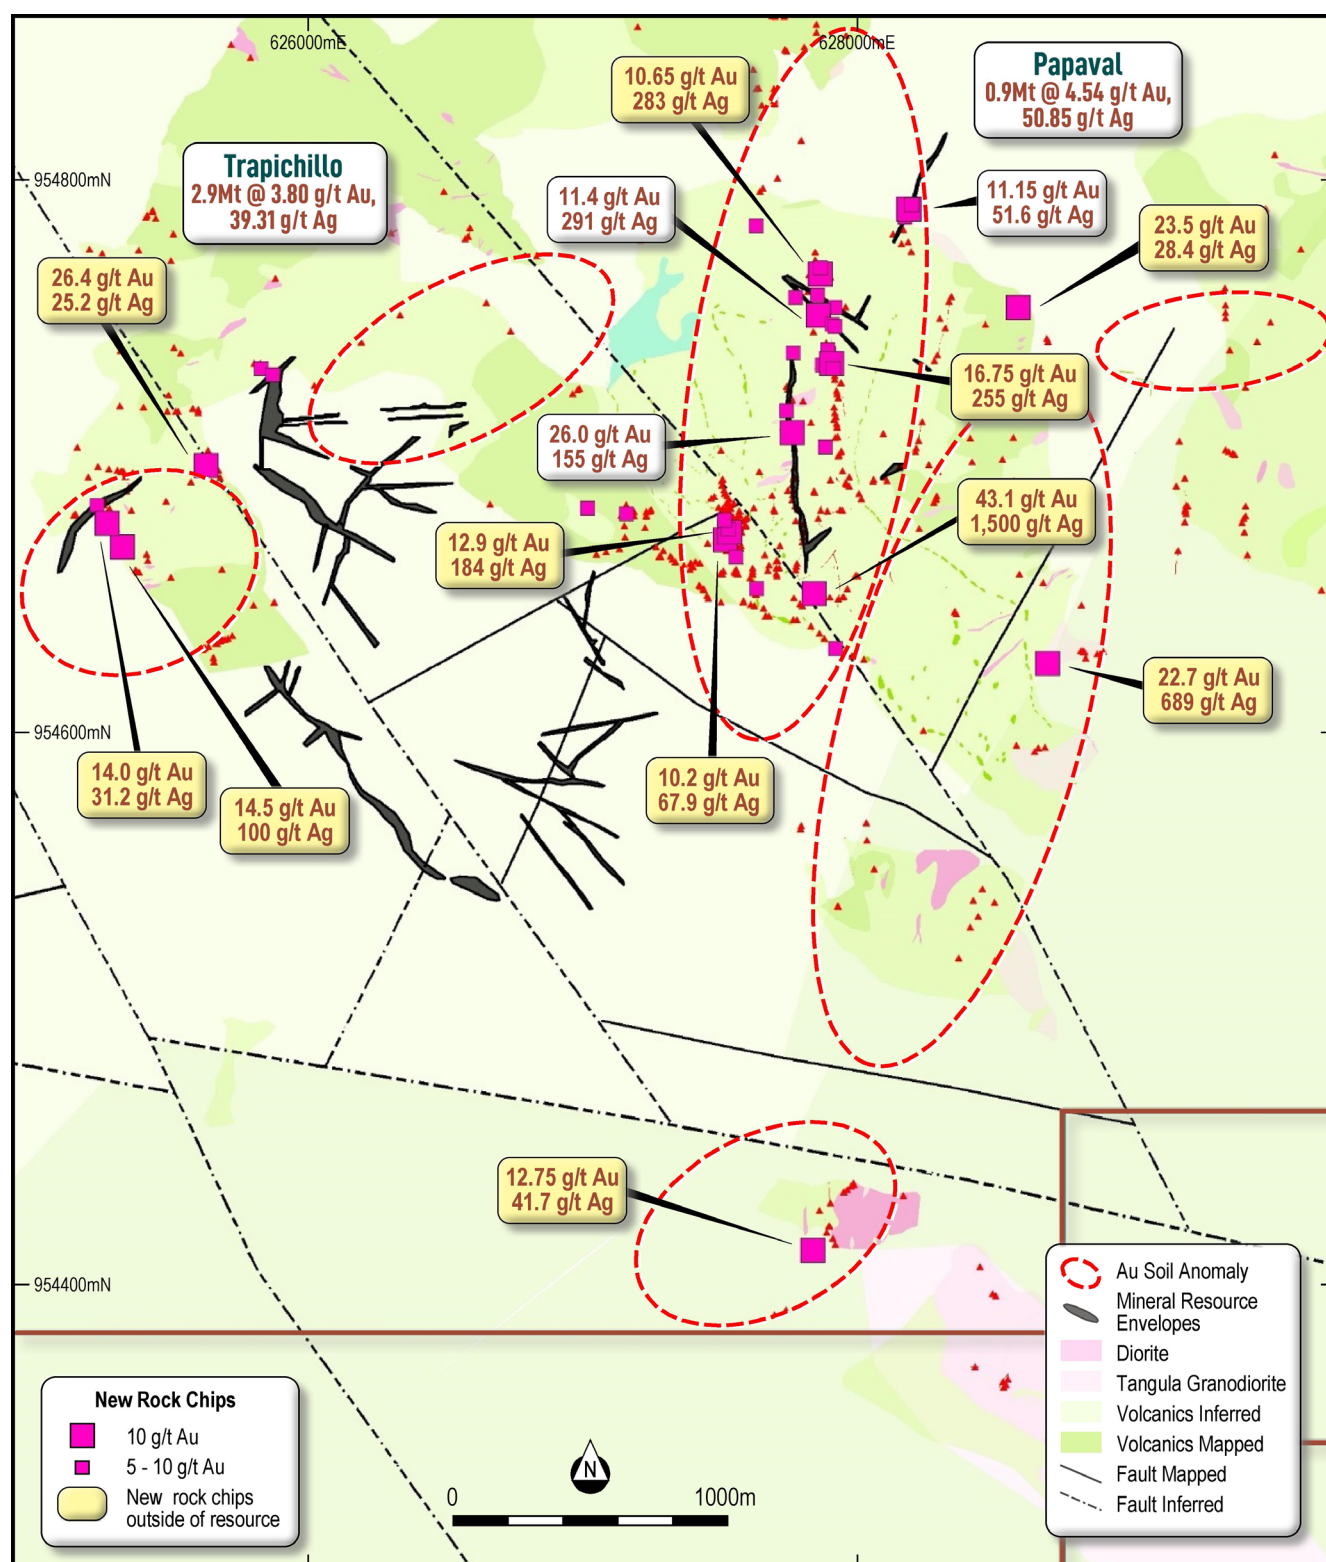 626000mE
628000mE
Papaval
0.9Mt @ 4.54 g/t Au,
50.85 g/t Ag
10.65 g/t Au
283 g/t Ag
Trapichillo
2.9Mt @ 3.80 g/t Au,
39.31 g/t Ag
954800mN
11.4 g/t Au
291 g/t Ag
11.15 g/t Au
51.6 g/t Ag
23.5 g/t Au
28.4 g/t Ag
26.4 g/t Au
25.2 g/t Ag
16.75 g/t Au
255 g/t Ag
26.0 g/t Au
155 g/t Ag
43.1 g/t Au
1,500 g/t Ag
12.9 g/t Au
184 g/t Ag
22.7 g/t Au
689 g/t Ag
954600mN
14.0 g/t Au
31.2 g/t Ag
14.5 g/t Au
100 g/t Ag
10.2 g/t Au
67.9 g/t Ag
12.75 g/t Au
41.7 g/t Ag
954400mN
Au Soil Anomaly
Mineral Resource
Envelopes
Diorite
Tangula Granodiorite
Volcanics Inferred
Volcanics Mapped
Fault Mapped
Fault Inferred
New Rock Chips
10 g/t Au
5 - 10 g/t Au
New rock chips
outside of resource
N
0 1000m